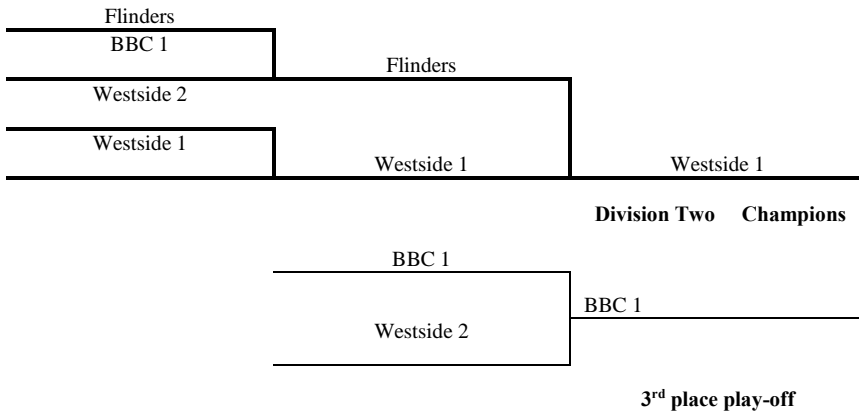 Flinders
BBC 1
Flinders
Westside 2
Westside 1
Westside 1
Westside 1
Division Two Champions
BBC 1
BBC 1
Westside 2
3rd place play-off